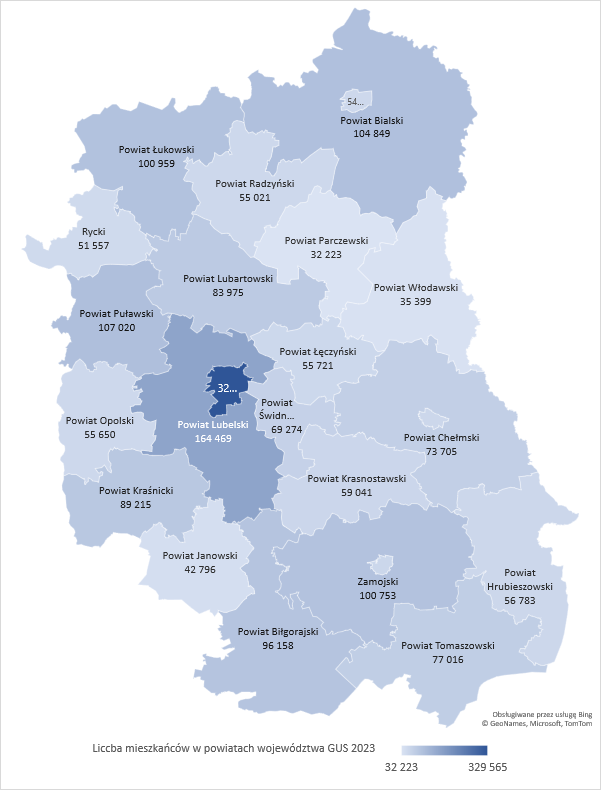 54...
Powiat Bialski
104 849
Powiat Łukowski
100 959
Powiat Radzyński
55 021
Rycki
51 557
Powiat Parczewski
32 223
Powiat Lubartowski
83 975
Powiat Włodawski
35 399
Powiat Puławski
107 020
Powiat Łęczyński
55 721
32...
Powiat
Świdn...
69 274
Powiat Opolski
55 650
Powiat Lubelski
164 469
Powiat Chełmski
73 705
Powiat Kraśnicki
89 215
Powiat Krasnostawski
59 041
Powiat Janowski
42 796
Zamojski
100 753
Powiat
Hrubieszowski
56 783
Powiat Biłgorajski
96 158
Powiat Tomaszowski
77 016
Obsługiwane przez usługę Bing
© GeoNames, Microsoft, TomTom
Liccba mieszkańców w powiatach województwa GUS 2023
32 223
329 565